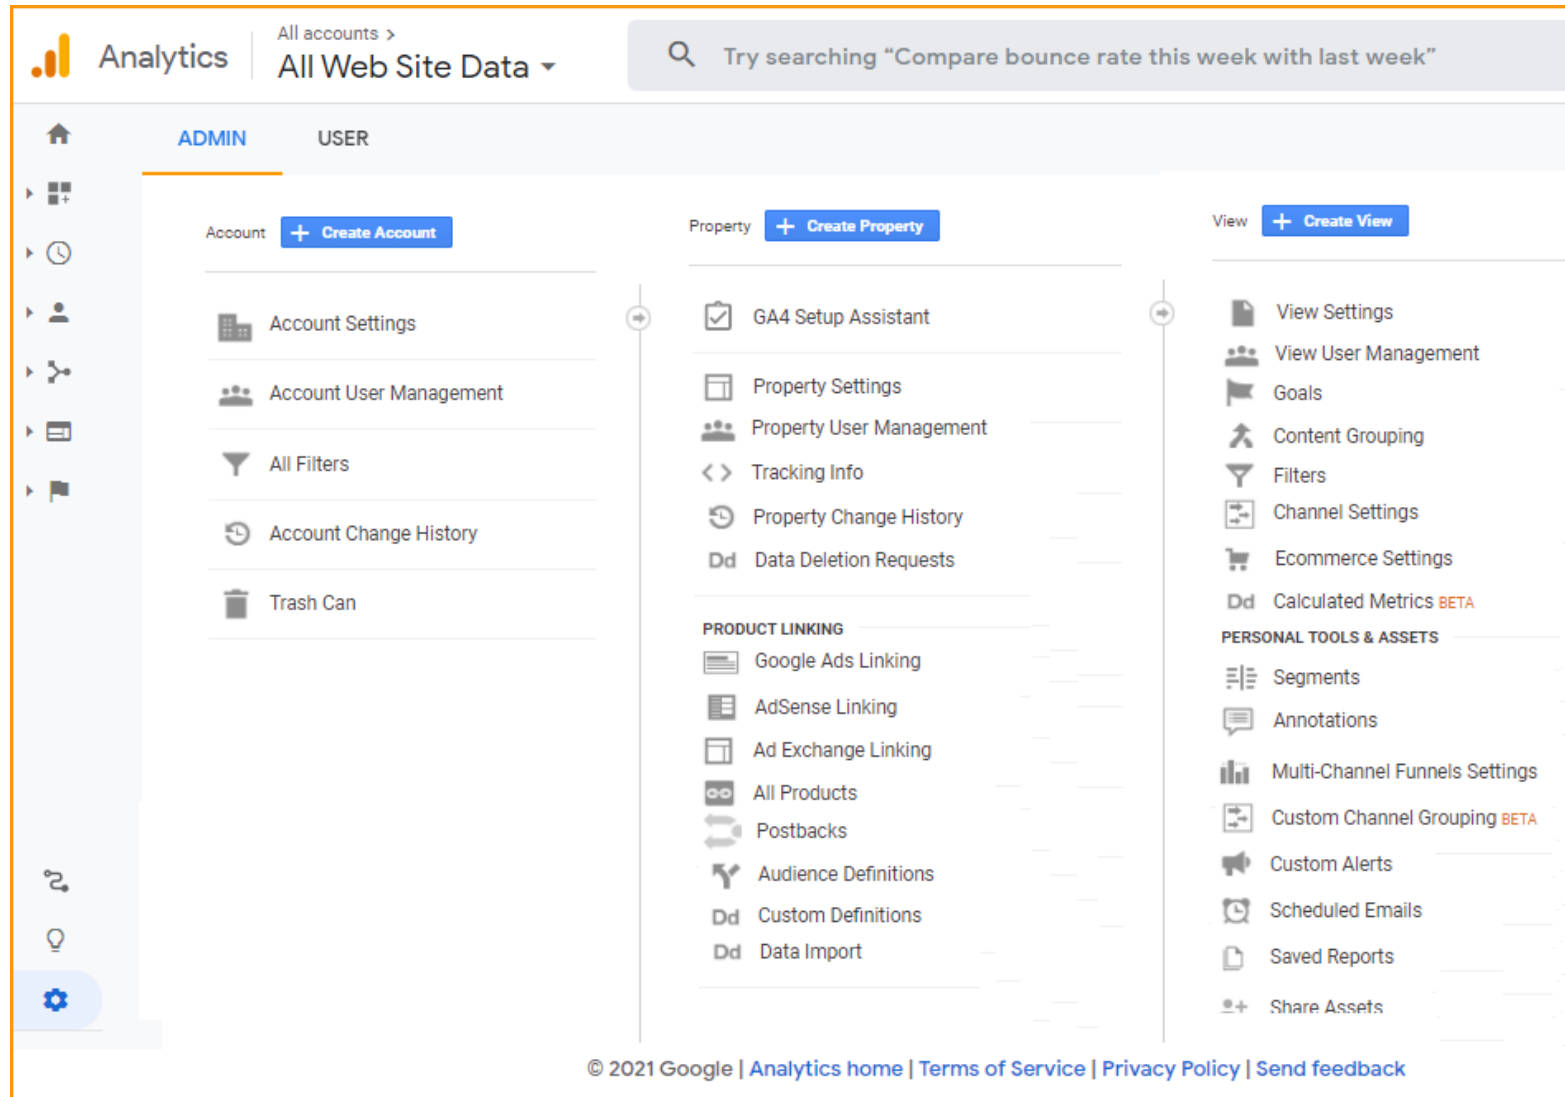 Analytics
All accounts >
All Web Site Data
Try searching “Compare bounce rate this week with last week”
ADMIN
USER
Account
+ Create Account
Account Settings
Account User Management
All Filters
Account Change History
Trash Can
Property
+ Create Property
GA4 Setup Assistant
Property Settings
Property User Management
Tracking Info
Property Change History
Dd Data Deletion Requests
PRODUCT LINKING
Google Ads Linking
AdSense Linking
Ad Exchange Linking
All Products
Postbacks
Audience Definitions
Dd Custom Definitions
Dd Data Import
View
+ Create View
View Settings
View User Management
Goals
Content Grouping
Filters
Channel Settings
Ecommerce Settings
Dd Calculated Metrics BETA
PERSONAL TOOLS & ASSETS
Segments
Annotations
Multi-Channel Funnels Settings
Custom Channel Grouping BETA
Custom Alerts
Scheduled Emails
Saved Reports
Share Assets
© 2021 Google | Analytics home | Terms of Service | Privacy Policy | Send feedback